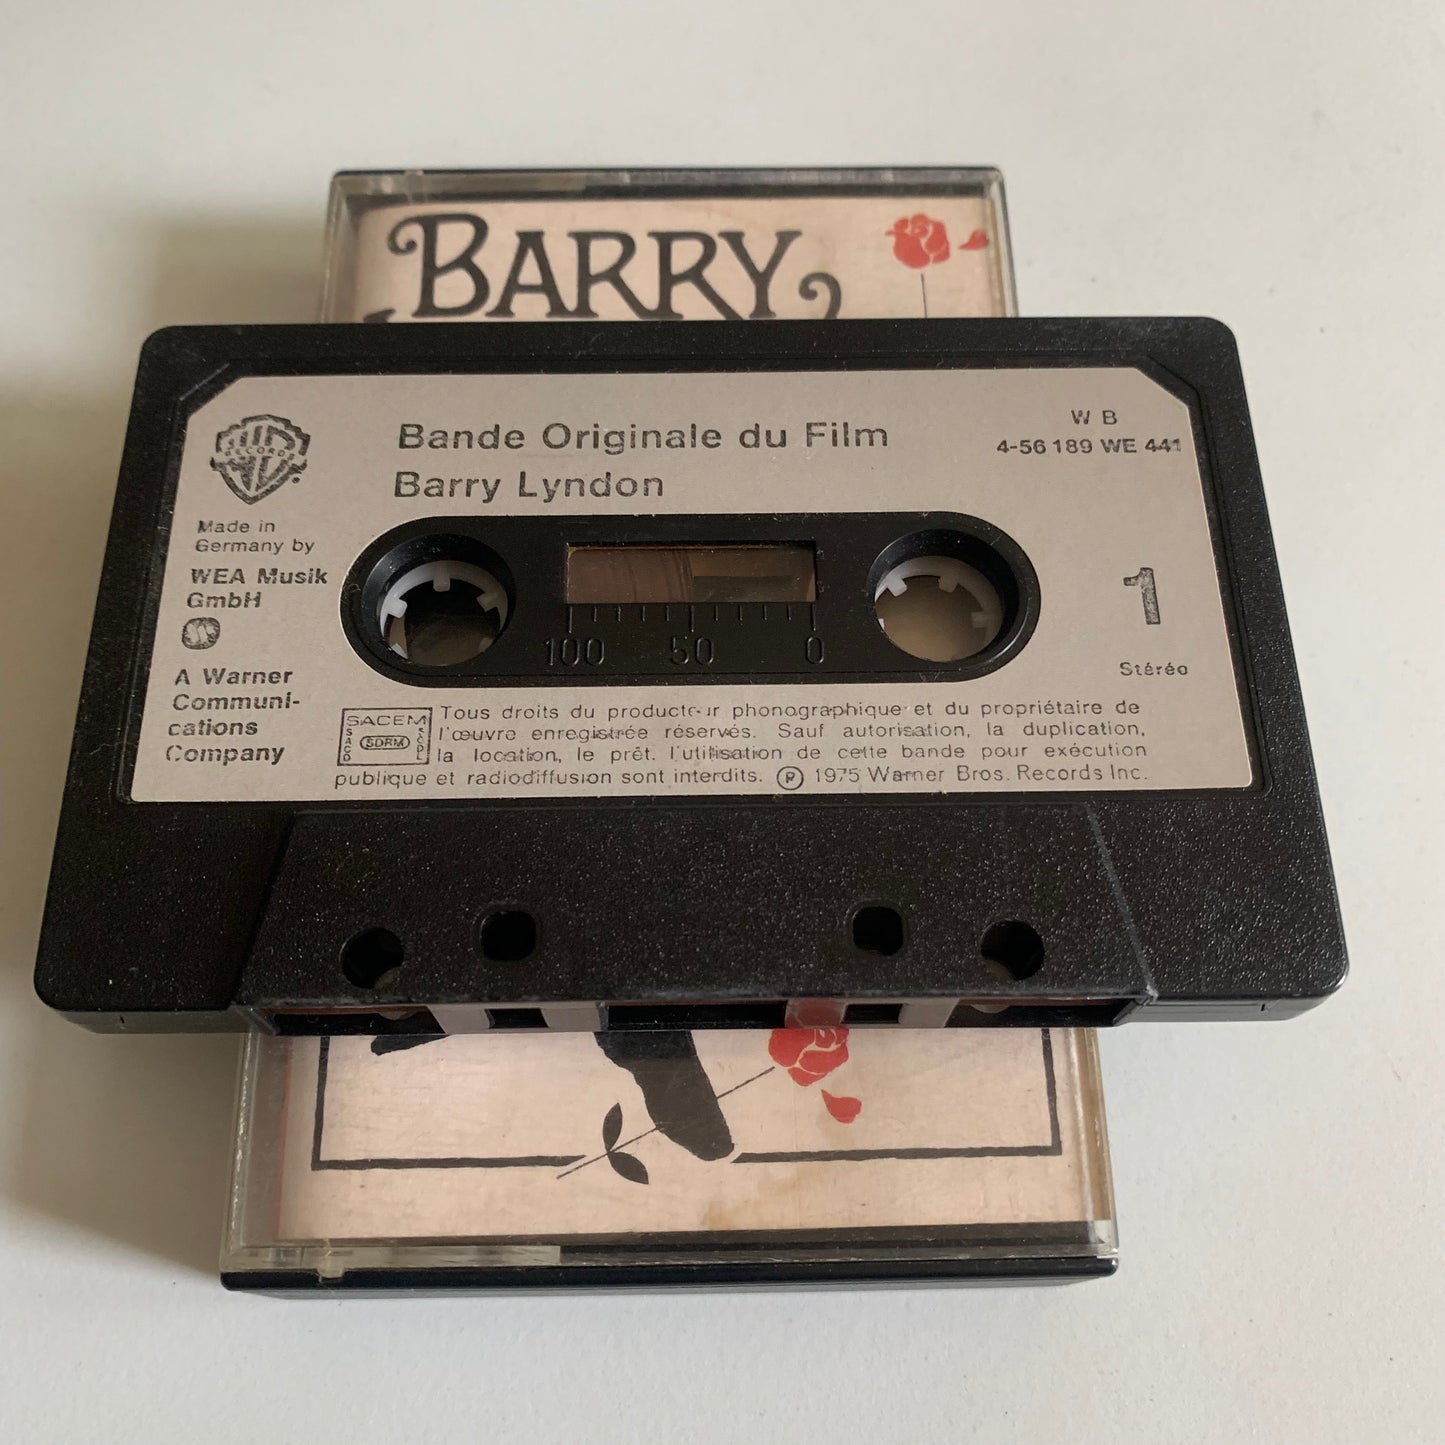 BARRY
Bande Originale du Film
Barry Lyndon
W B
4-56 189 WE 441
RECORDS
Made in
Germany by
WEA Musik
GmbH
A Warner
Communi-
cations
Company
100 50 0
1
Stéréo
SACEM
SACD SDRM SGDL
Tous droits du producteur phonographique et du propriétaire de
l'œuvre enregistrée réservés. Sauf autorisation, la duplication,
la location, le prêt. l'utilisation de cette bande pour exécution
publique et radiodiffusion sont interdits. Ⓟ 1975 Warner Bros. Records Inc.